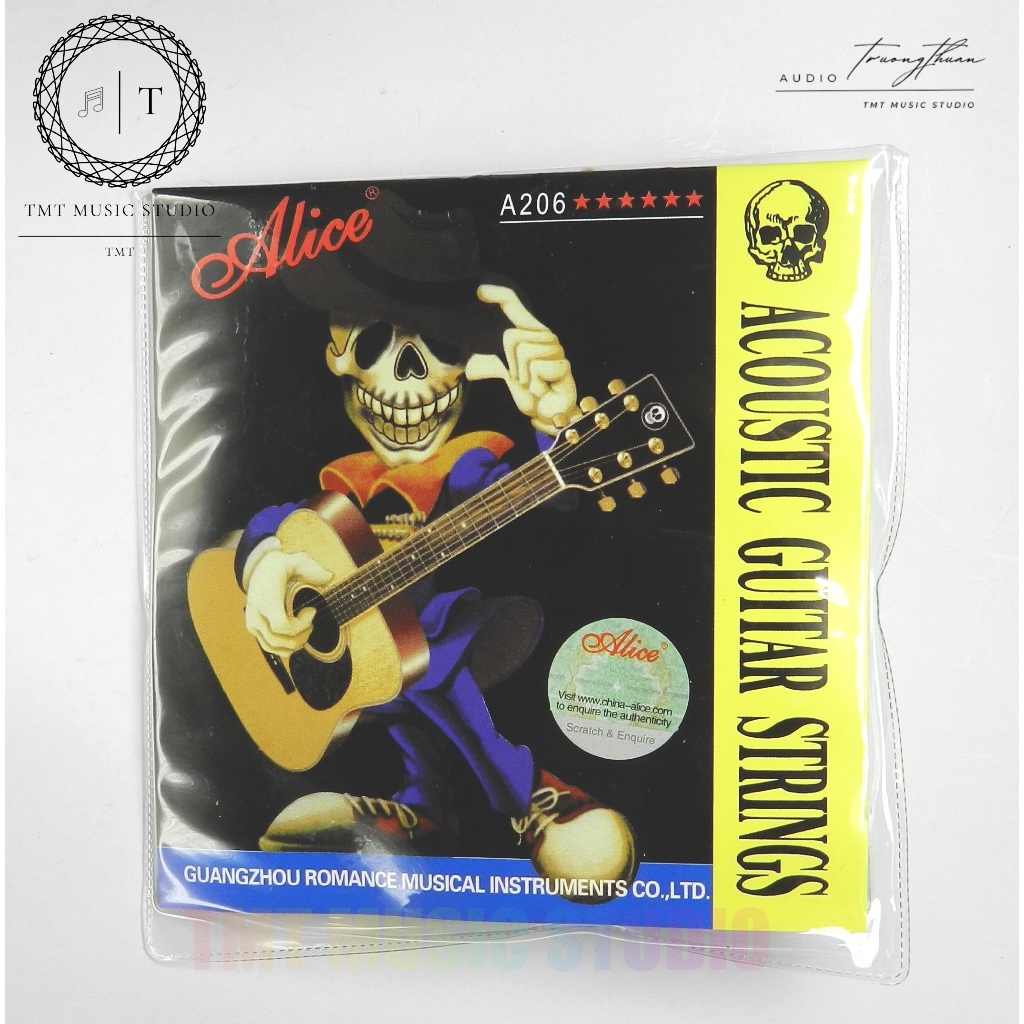 T
TMT MUSIC STUDIO
TMT
AUDIO TruongThuan
TMT MUSIC STUDIO
Alice®
A206 ★★★★★★
ACOUSTIC GUITAR STRINGS
8
Alice®
Visit www.china-alice.com
to enquire the authenticity
Scratch & Enquire
GUANGZHOU ROMANCE MUSICAL INSTRUMENTS CO.,LTD.
TMT MUSIC STUDIO